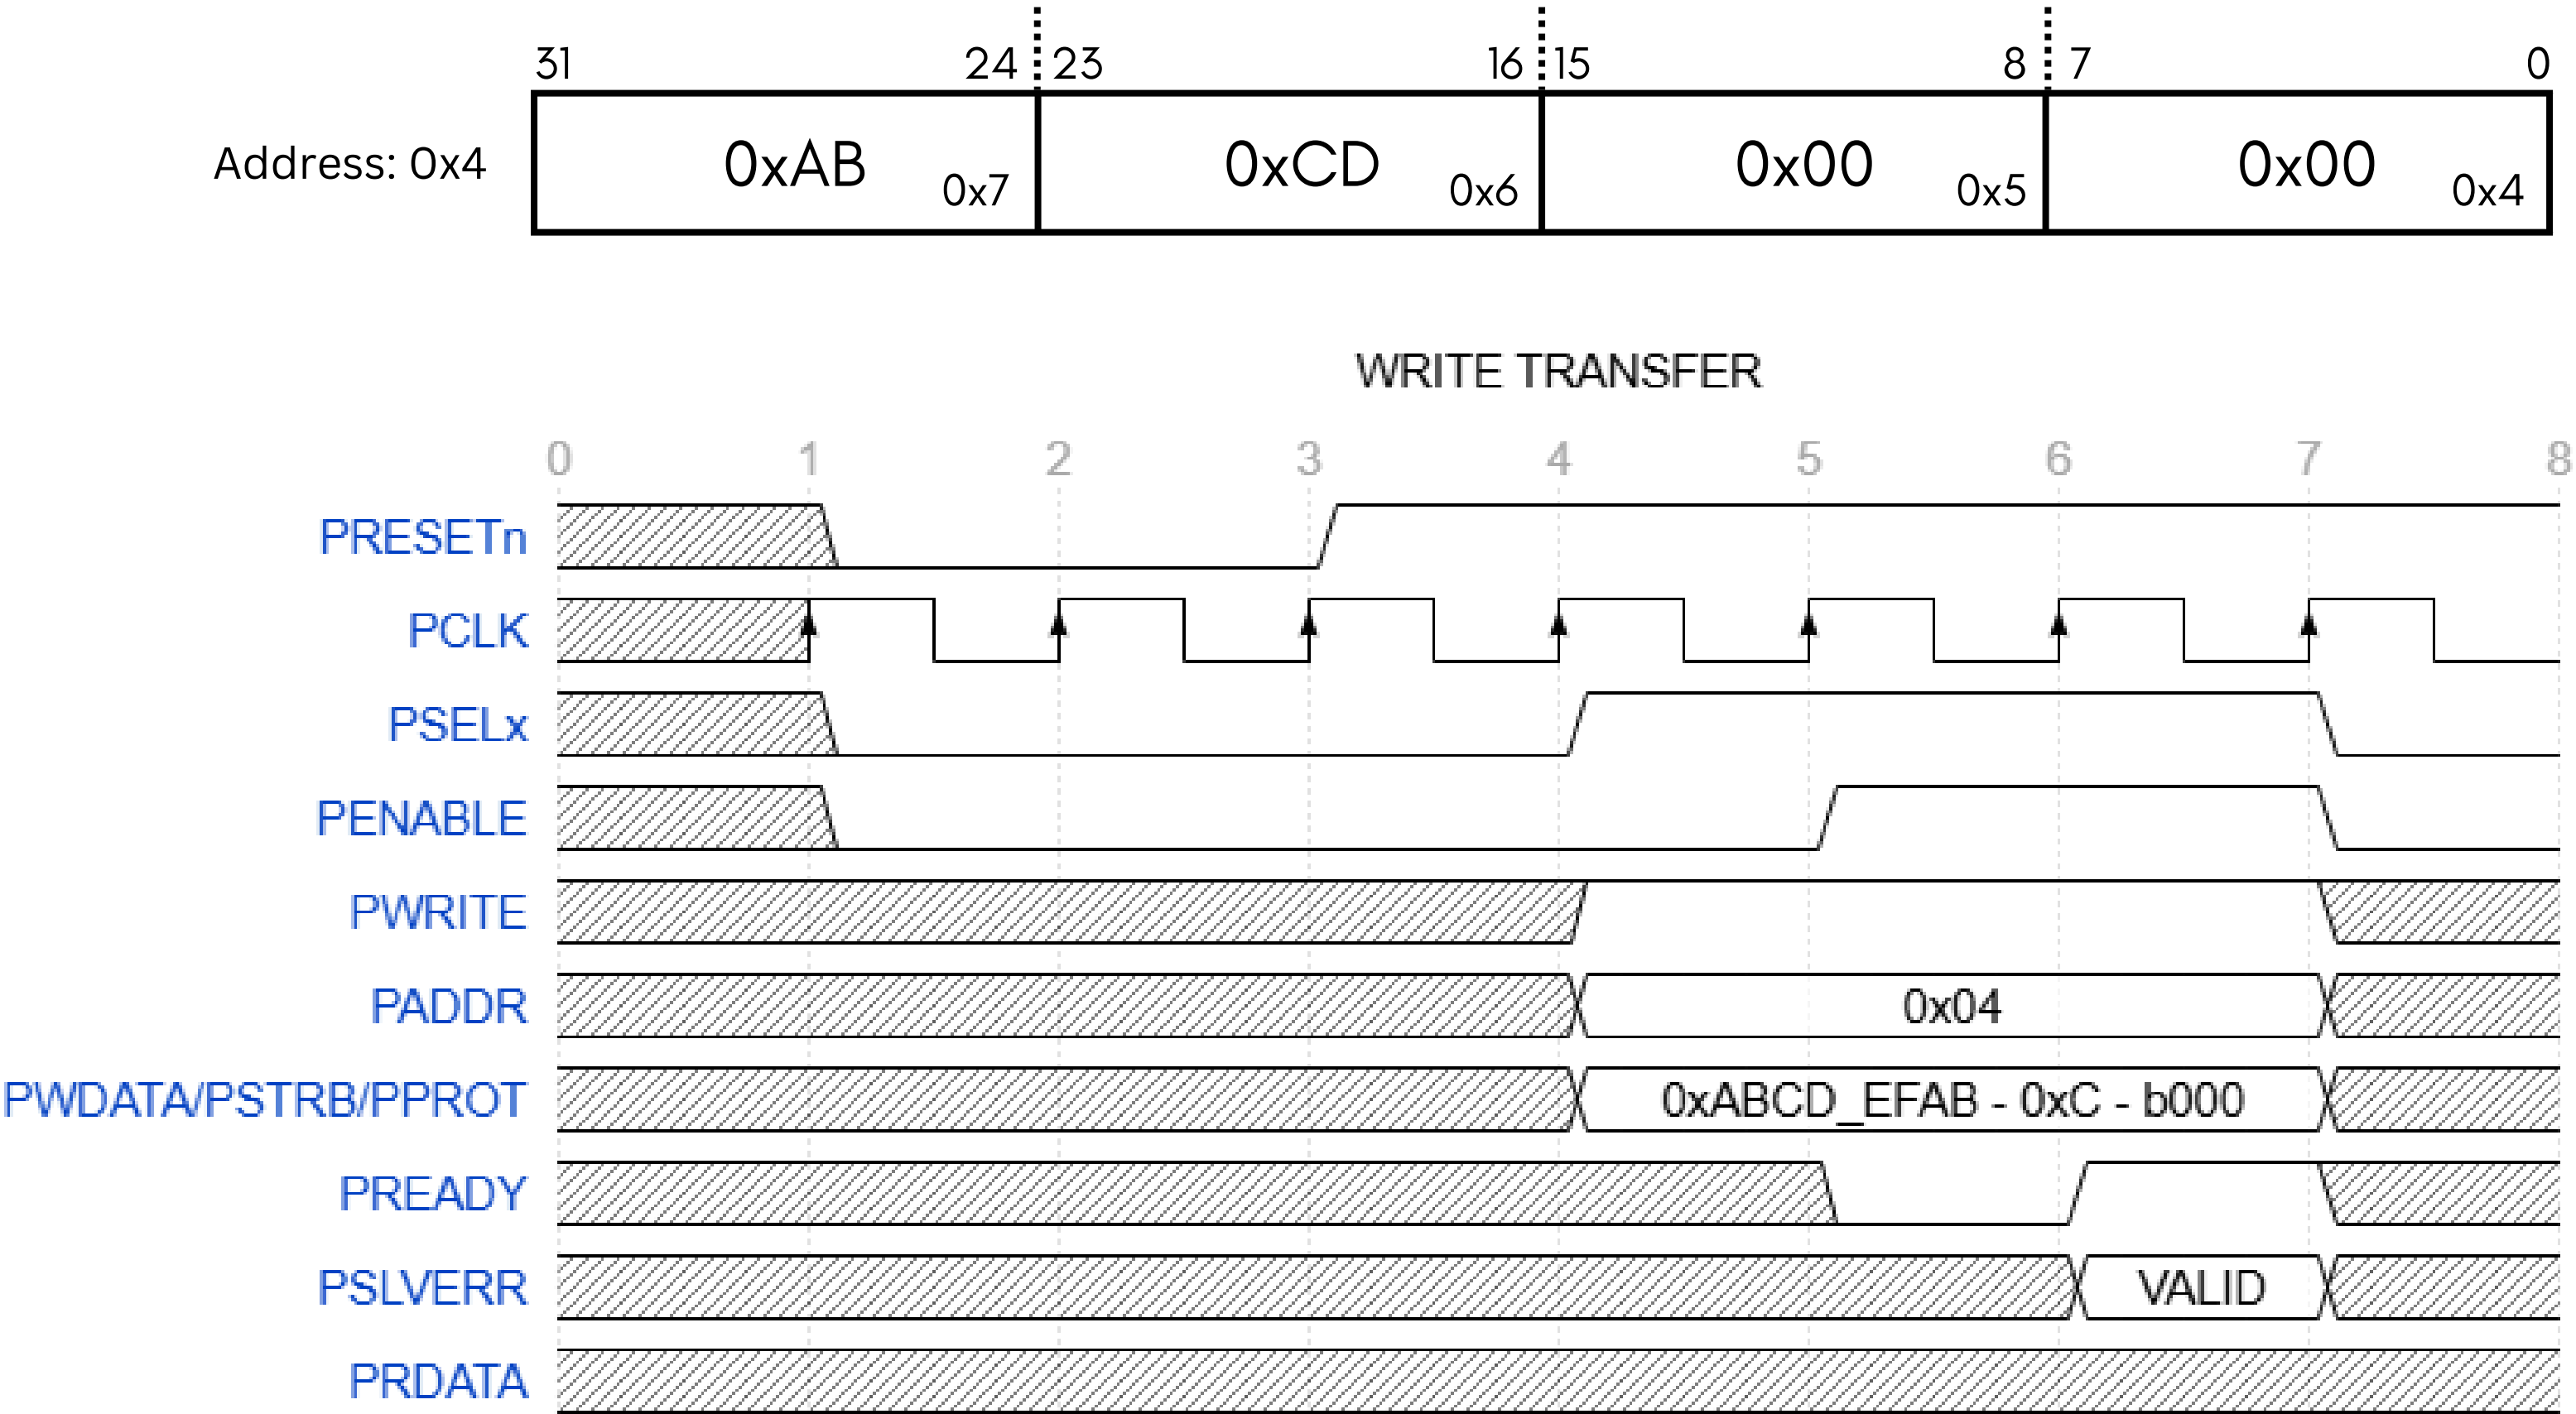 31 24 23 16 15 8 7 0
Address: 0x4 0xAB 0x7 0xCD 0x6 0x00 0x5 0x00 0x4
WRITE TRANSFER
0 1 2 3 4 5 6 7 8
PRESETn
PCLK
PSELx
PENABLE
PWRITE
PADDR 0x04
PWDATA/PSTRB/PPROT 0xABCD_EFAB - 0xC - b000
PREADY
PSLVERR VALID
PRDATA